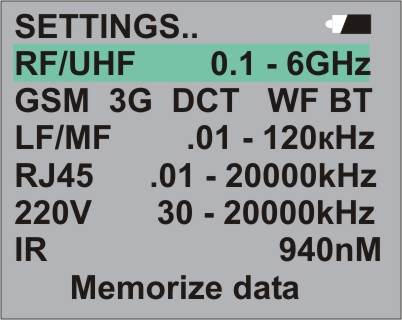 SETTINGS..
RF/UHF 0.1 - 6GHz
GSM 3G DCT WF BT
LF/MF .01 - 120кHz
RJ45 .01 - 20000kHz
220V 30 - 20000kHz
IR 940nM
Memorize data